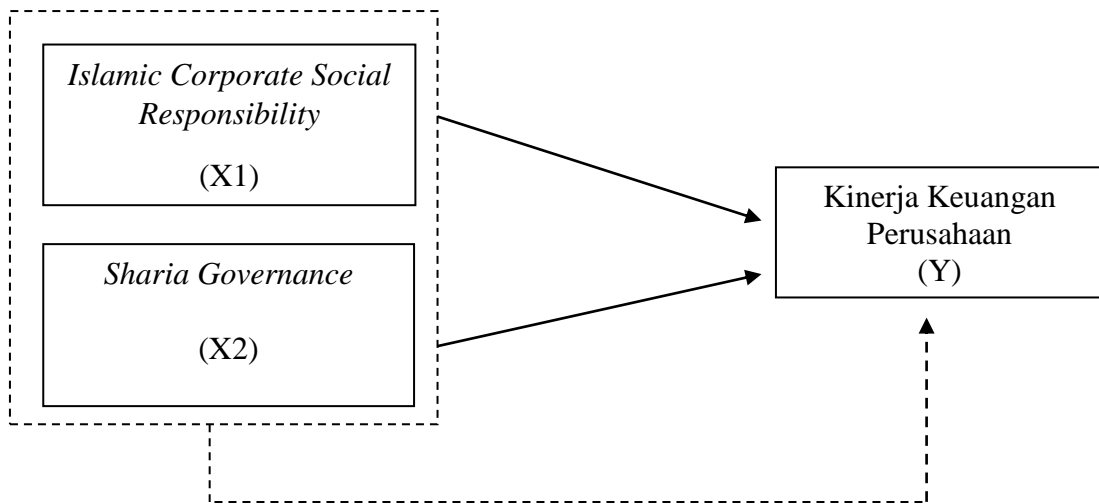 Islamic Corporate Social
Responsibility
(X1)
Kinerja Keuangan
Perusahaan
(Y)
Sharia Governance
(X2)